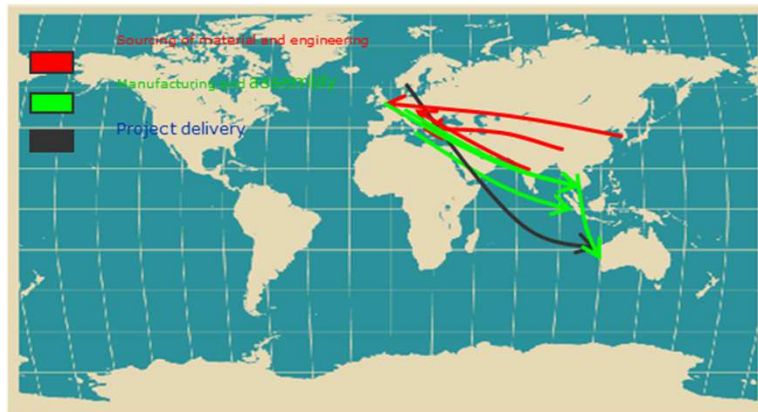 Sourcing of material and engineering
Manufacturing and assembly
Project delivery